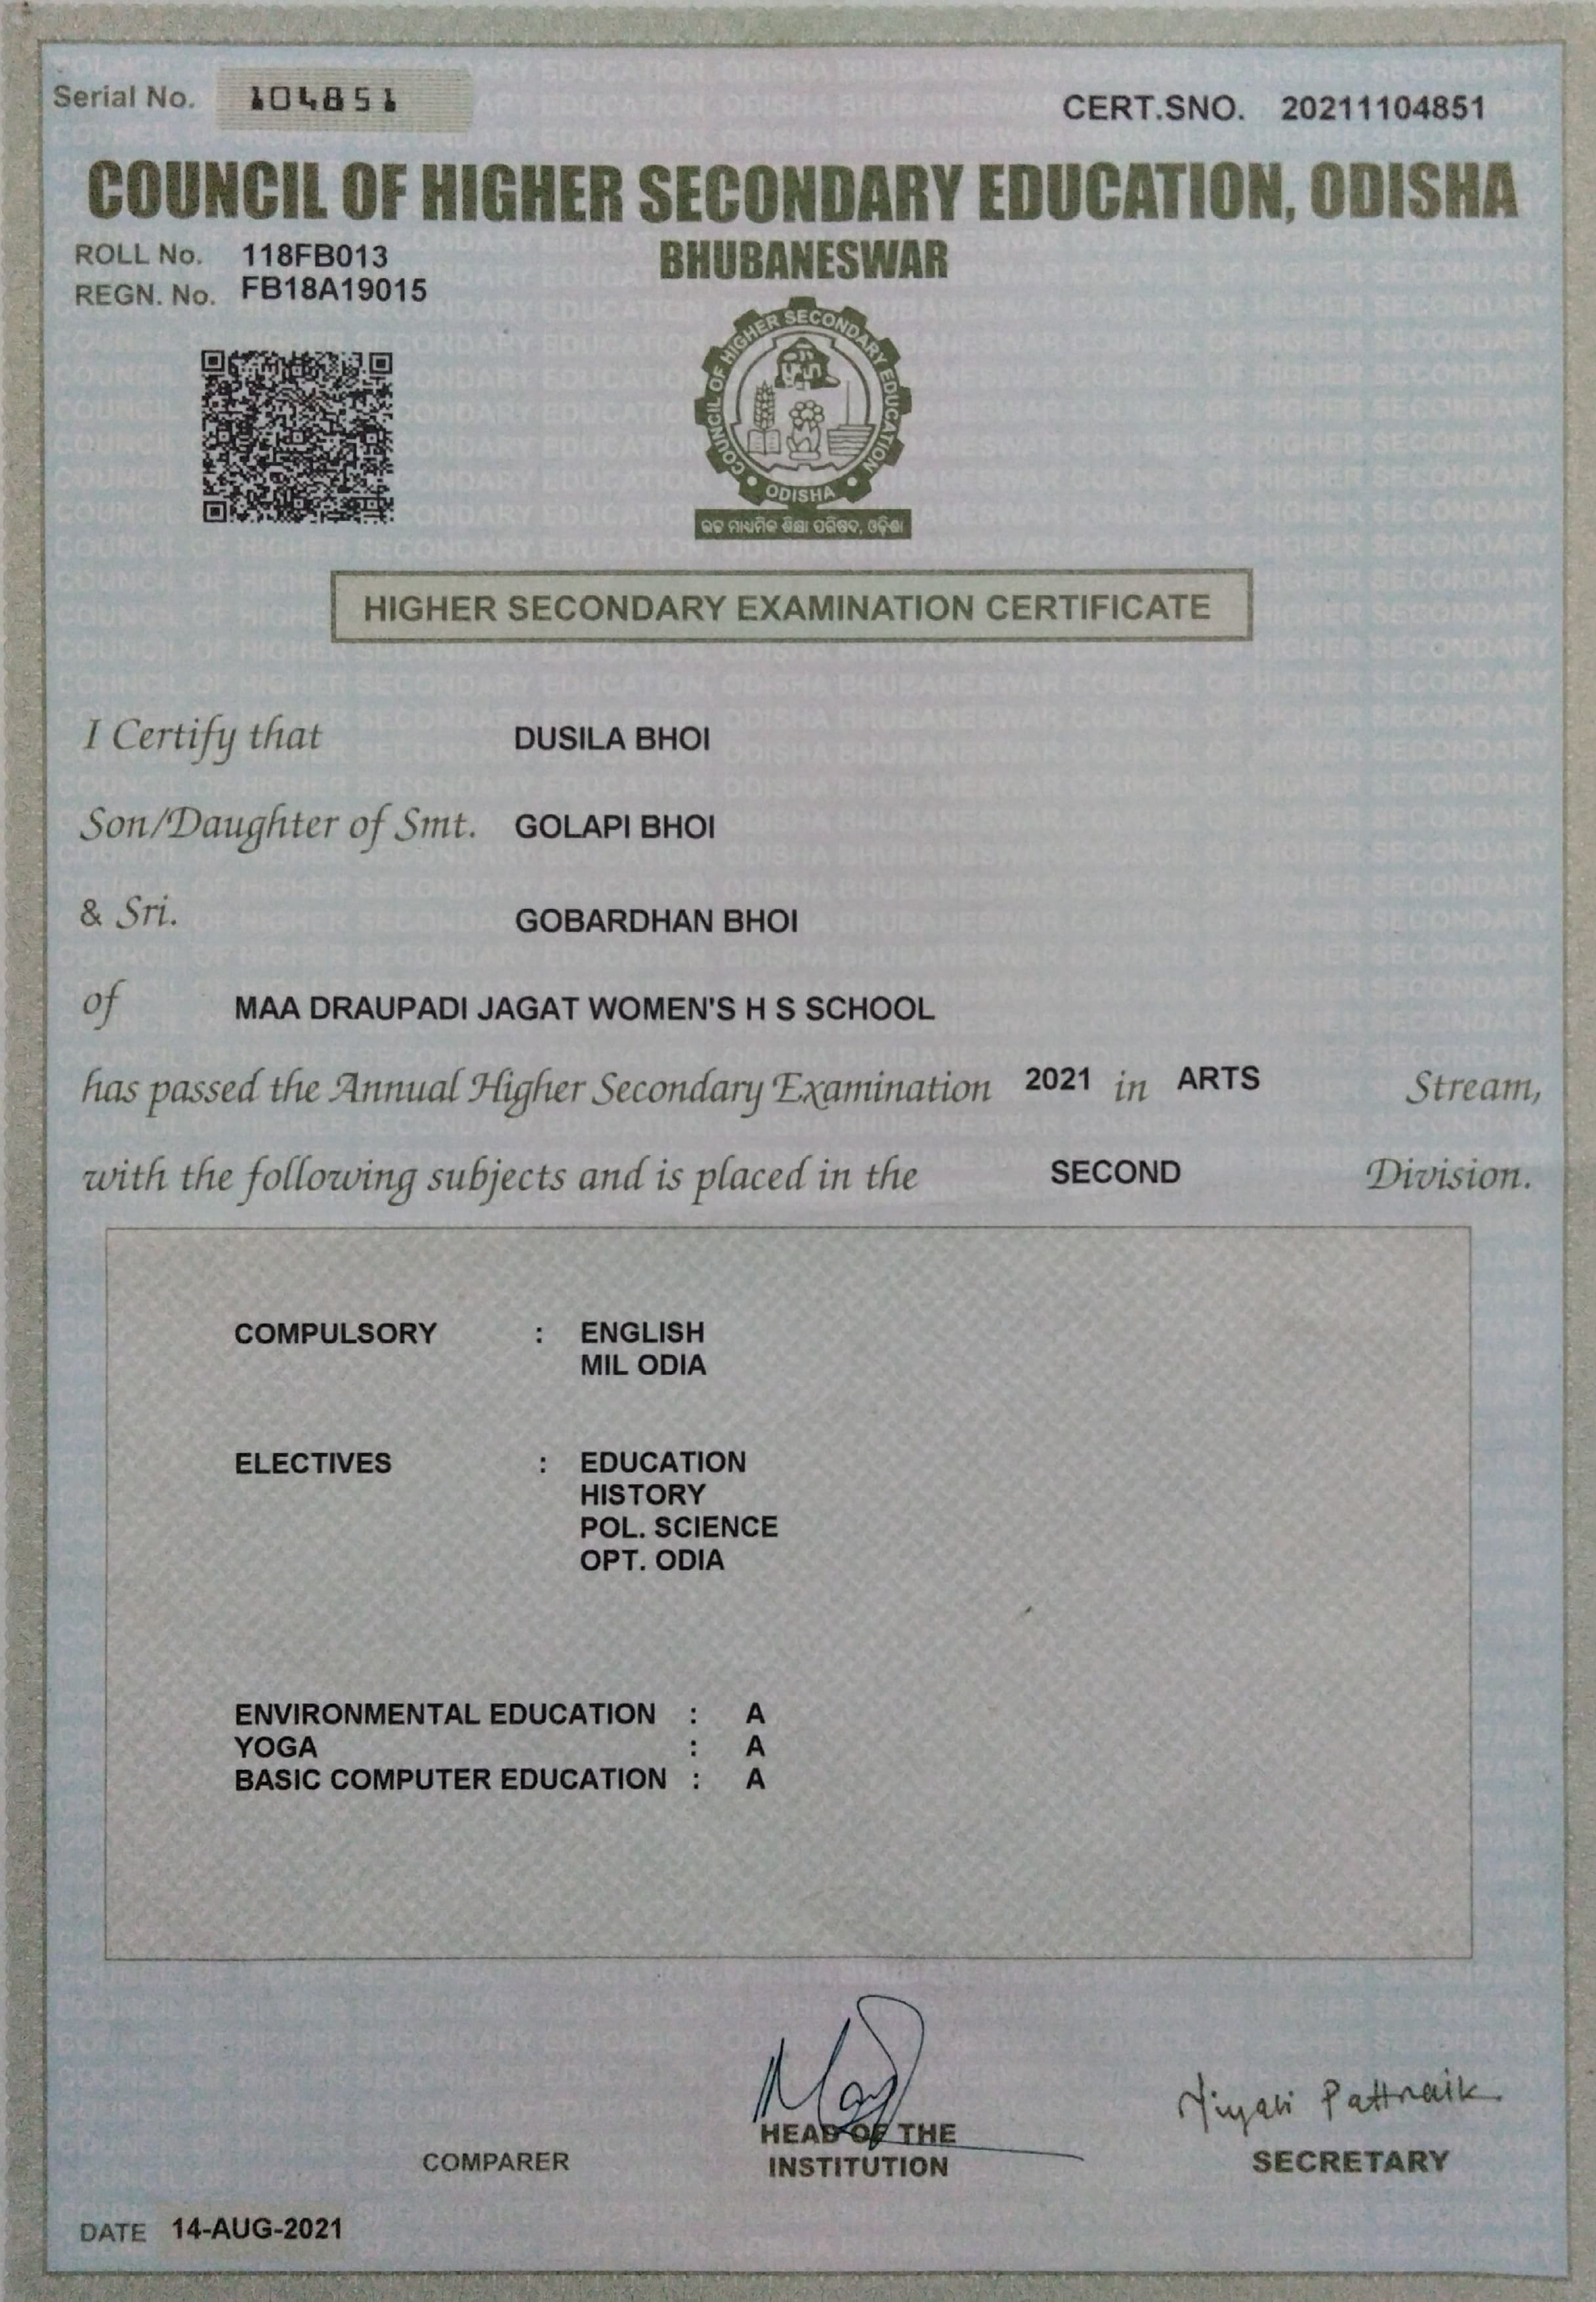 Serial No. 104851
CERT.SNO. 20211104851
COUNCIL OF HIGHER SECONDARY EDUCATION, ODISHA
BHUBANESWAR
ROLL No. 118FB013
REGN. No. FB18A19015
COUNCIL OF HIGHER SECONDARY EDUCATION
ODISHA
ଉଚ୍ଚ ମାଧ୍ୟମିକ ଶିକ୍ଷା ପରିଷଦ, ଓଡ଼ିଶା
HIGHER SECONDARY EXAMINATION CERTIFICATE
I Certify that DUSILA BHOI
Son/Daughter of Smt. GOLAPI BHOI
& Sri. GOBARDHAN BHOI
of MAA DRAUPADI JAGAT WOMEN'S H S SCHOOL
has passed the Annual Higher Secondary Examination 2021 in ARTS Stream,
with the following subjects and is placed in the SECOND Division.
COMPULSORY : ENGLISH
MIL ODIA
ELECTIVES : EDUCATION
HISTORY
POL. SCIENCE
OPT. ODIA
ENVIRONMENTAL EDUCATION : A
YOGA : A
BASIC COMPUTER EDUCATION : A
Pattnaik
COMPARER
HEAD OF THE
INSTITUTION
SECRETARY
DATE 14-AUG-2021